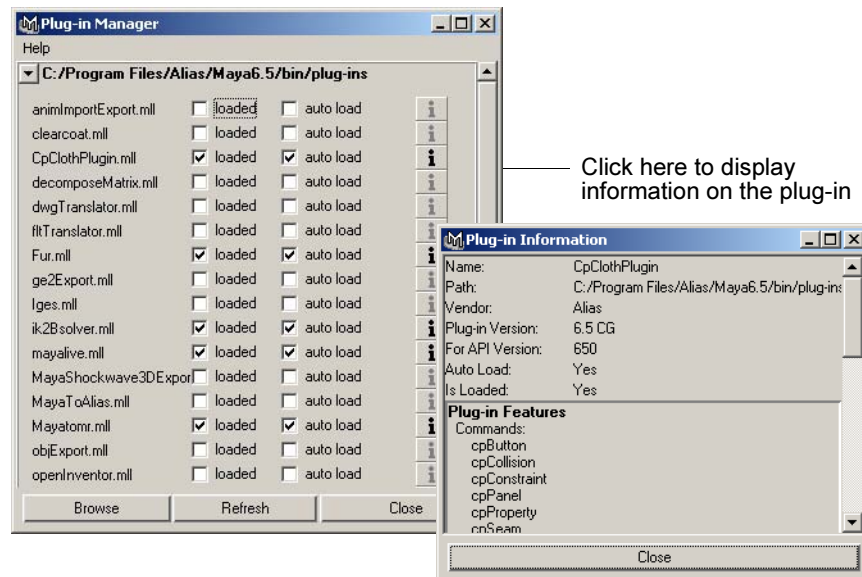 Plug-in Manager
Help
C:/Program Files/Alias/Maya6.5/bin/plug-ins
animImportExport.mll loaded auto load i
clearcoat.mll loaded auto load i
CpClothPlugin.mll loaded auto load i
decomposeMatrix.mll loaded auto load i
dwgTranslator.mll loaded auto load i
fltTranslator.mll loaded auto load i
Fur.mll loaded auto load i
ge2Export.mll loaded auto load i
Iges.mll loaded auto load i
ik2Bsolver.mll loaded auto load i
mayalive.mll loaded auto load i
MayaShockwave3DExpor loaded auto load i
MayaToAlias.mll loaded auto load i
Mayatomr.mll loaded auto load i
objExport.mll loaded auto load i
openInventor.mll loaded auto load i
Browse Refresh Close
Click here to display
information on the plug-in
Plug-in Information
Name: CpClothPlugin
Path: C:/Program Files/Alias/Maya6.5/bin/plug-ins
Vendor: Alias
Plug-in Version: 6.5 CG
For API Version: 650
Auto Load: Yes
Is Loaded: Yes
Plug-in Features
Commands:
cpButton
cpCollision
cpConstraint
cpPanel
cpProperty
cpSeam
Close